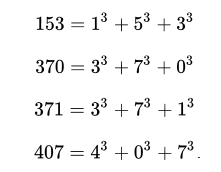 153 = 1³ + 5³ + 3³
370 = 3³ + 7³ + 0³
371 = 3³ + 7³ + 1³
407 = 4³ + 0³ + 7³.